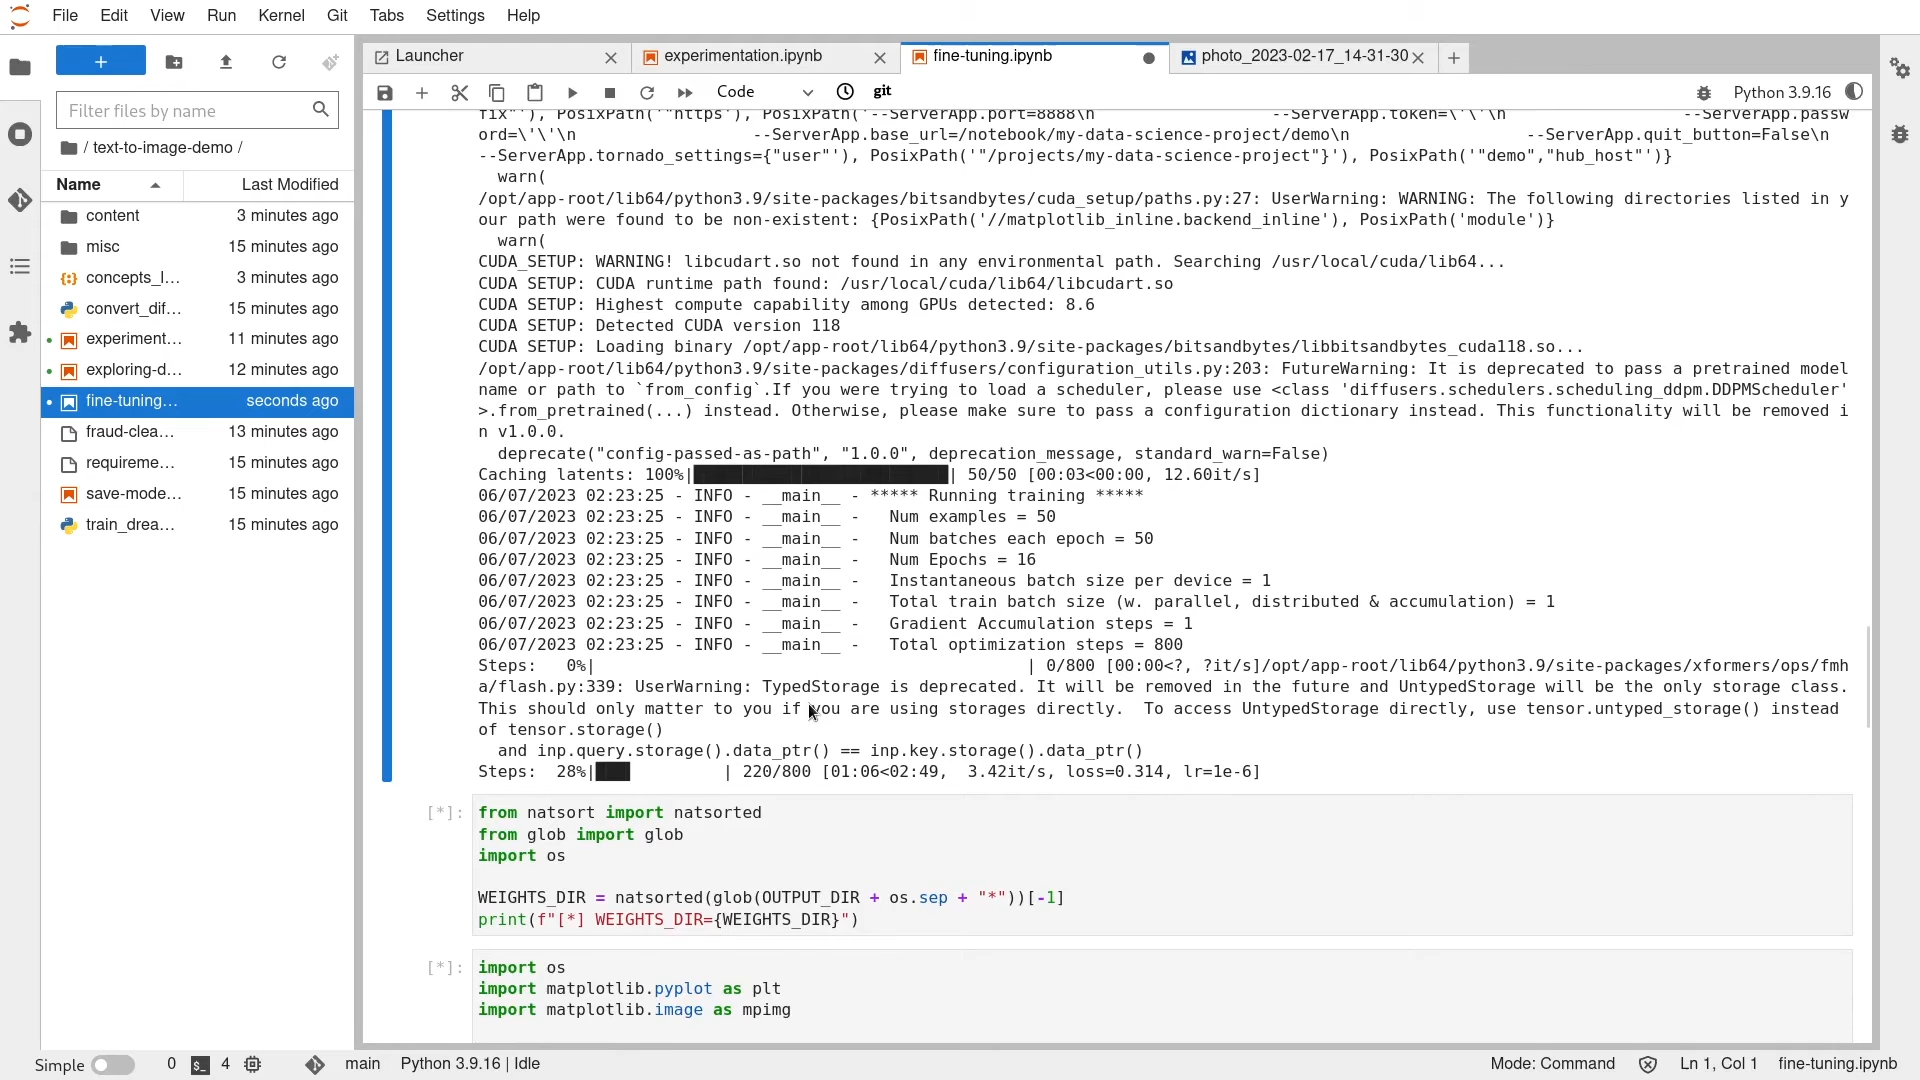 File Edit View Run Kernel Git Tabs Settings Help
Launcher
experimentation.ipynb
fine-tuning.ipynb
photo_2023-02-17_14-31-30
+
Filter files by name
/ text-to-image-demo /
Name Last Modified
content 3 minutes ago
misc 15 minutes ago
concepts_l... 3 minutes ago
convert_dif... 15 minutes ago
experiment... 11 minutes ago
exploring-d... 12 minutes ago
fine-tuning... seconds ago
fraud-clea... 13 minutes ago
requireme... 15 minutes ago
save-mode... 15 minutes ago
train_drea... 15 minutes ago
Code git Python 3.9.16
fix"'), PosixPath('"https'), PosixPath('--ServerApp.port=8888\n --ServerApp.token=\'\'\n --ServerApp.passw
ord=\'\'\n --ServerApp.base_url=/notebook/my-data-science-project/demo\n --ServerApp.quit_button=False\n
--ServerApp.tornado_settings={"user"'), PosixPath('"/projects/my-data-science-project"}'), PosixPath('"demo","hub_host"')}
warn(
/opt/app-root/lib64/python3.9/site-packages/bitsandbytes/cuda_setup/paths.py:27: UserWarning: WARNING: The following directories listed in y
our path were found to be non-existent: {PosixPath('//matplotlib_inline.backend_inline'), PosixPath('module')}
warn(
CUDA_SETUP: WARNING! libcudart.so not found in any environmental path. Searching /usr/local/cuda/lib64...
CUDA SETUP: CUDA runtime path found: /usr/local/cuda/lib64/libcudart.so
CUDA SETUP: Highest compute capability among GPUs detected: 8.6
CUDA SETUP: Detected CUDA version 118
CUDA SETUP: Loading binary /opt/app-root/lib64/python3.9/site-packages/bitsandbytes/libbitsandbytes_cuda118.so...
/opt/app-root/lib64/python3.9/site-packages/diffusers/configuration_utils.py:203: FutureWarning: It is deprecated to pass a pretrained model
name or path to `from_config`.If you were trying to load a scheduler, please use <class 'diffusers.schedulers.scheduling_ddpm.DDPMScheduler'
>.from_pretrained(...) instead. Otherwise, please make sure to pass a configuration dictionary instead. This functionality will be removed i
n v1.0.0.
deprecate("config-passed-as-path", "1.0.0", deprecation_message, standard_warn=False)
Caching latents: 100%| | 50/50 [00:03<00:00, 12.60it/s]
06/07/2023 02:23:25 - INFO - __main__ - ***** Running training *****
06/07/2023 02:23:25 - INFO - __main__ - Num examples = 50
06/07/2023 02:23:25 - INFO - __main__ - Num batches each epoch = 50
06/07/2023 02:23:25 - INFO - __main__ - Num Epochs = 16
06/07/2023 02:23:25 - INFO - __main__ - Instantaneous batch size per device = 1
06/07/2023 02:23:25 - INFO - __main__ - Total train batch size (w. parallel, distributed & accumulation) = 1
06/07/2023 02:23:25 - INFO - __main__ - Gradient Accumulation steps = 1
06/07/2023 02:23:25 - INFO - __main__ - Total optimization steps = 800
Steps: 0%| | 0/800 [00:00<?, ?it/s]/opt/app-root/lib64/python3.9/site-packages/xformers/ops/fmh
a/flash.py:339: UserWarning: TypedStorage is deprecated. It will be removed in the future and UntypedStorage will be the only storage class.
This should only matter to you if you are using storages directly. To access UntypedStorage directly, use tensor.untyped_storage() instead
of tensor.storage()
and inp.query.storage().data_ptr() == inp.key.storage().data_ptr()
Steps: 28%| | 220/800 [01:06<02:49, 3.42it/s, loss=0.314, lr=1e-6]
[*]: from natsort import natsorted
from glob import glob
import os
WEIGHTS_DIR = natsorted(glob(OUTPUT_DIR + os.sep + "*"))[-1]
print(f"[*] WEIGHTS_DIR={WEIGHTS_DIR}")
[*]: import os
import matplotlib.pyplot as plt
import matplotlib.image as mpimg
Simple 0 4 main Python 3.9.16 | Idle Mode: Command Ln 1, Col 1 fine-tuning.ipynb